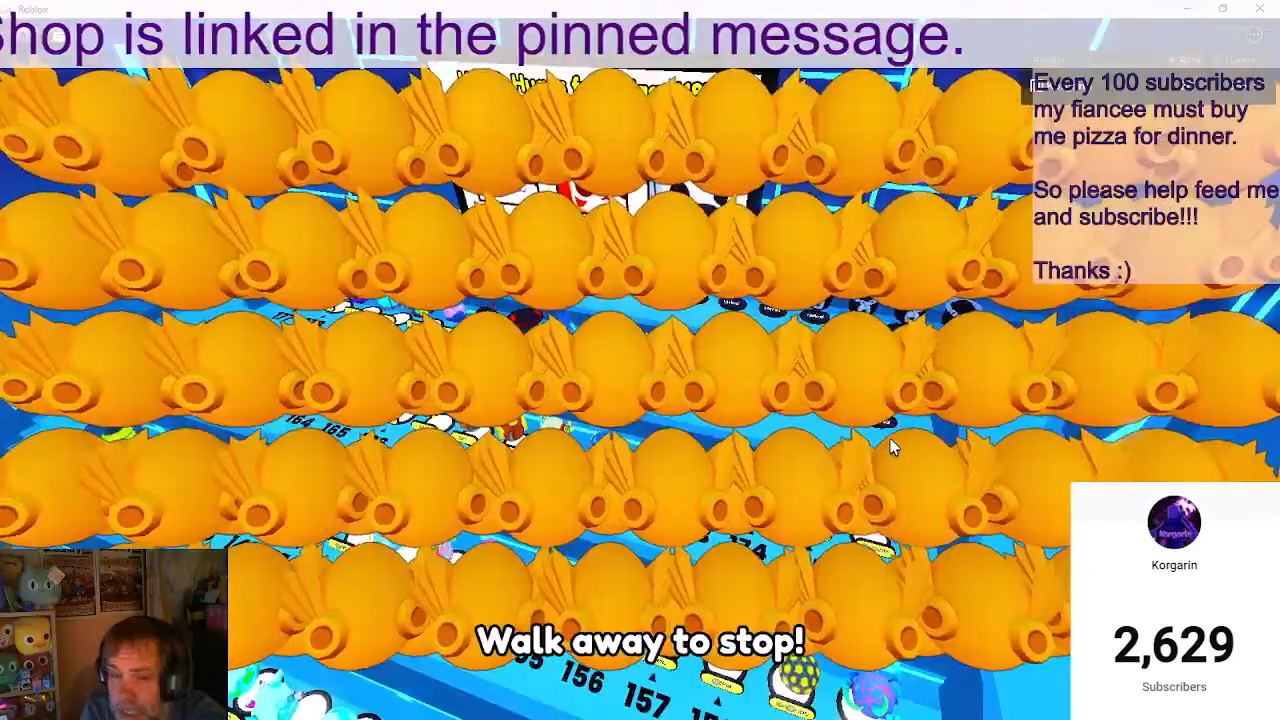 Roblox
Shop is linked in the pinned message.
Every 100 subscribers
my fiancee must buy
me pizza for dinner.
So please help feed me
and subscribe!!!
Thanks :)
164 165
Korgarin
2,629
Subscribers
Walk away to stop!
156 157